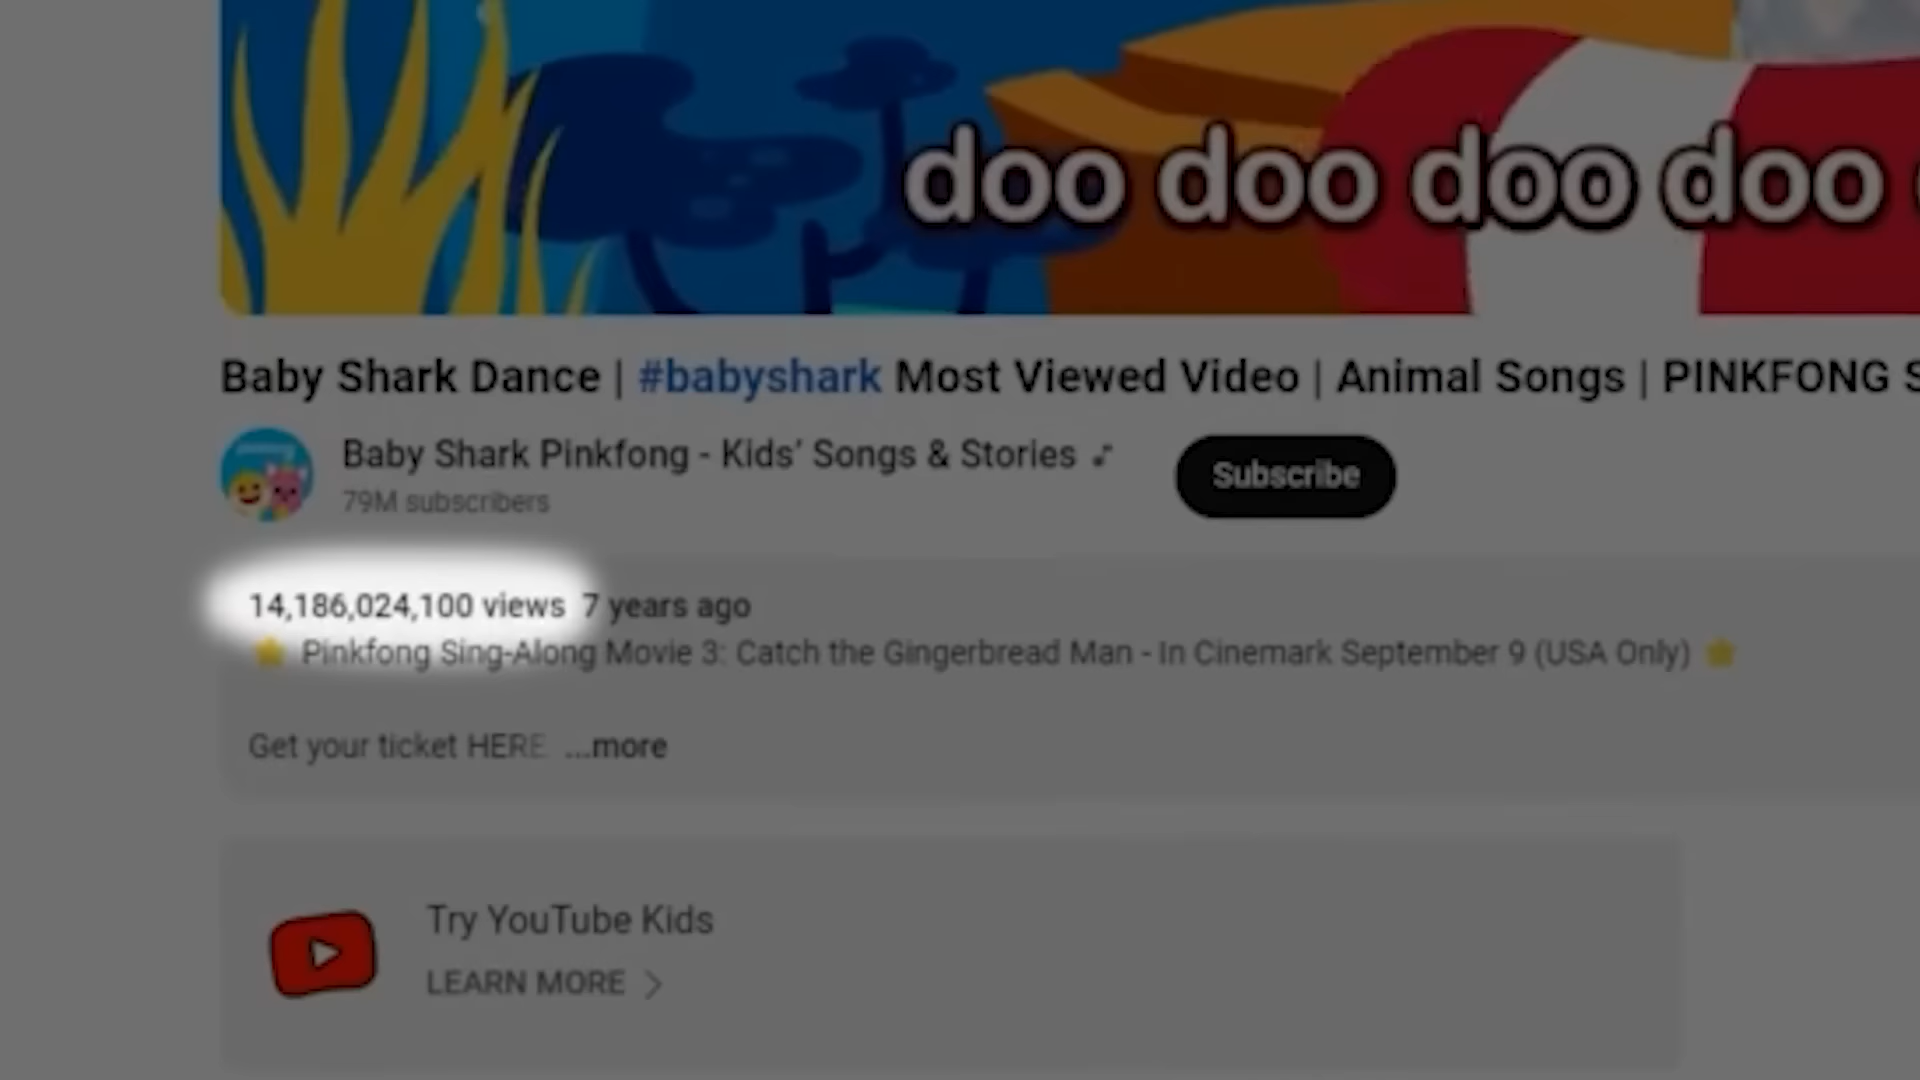 doo doo doo doo
Baby Shark Dance | #babyshark Most Viewed Video | Animal Songs | PINKFONG S
Baby Shark Pinkfong - Kids' Songs & Stories
79M subscribers
Subscribe
14,186,024,100 views 7 years ago
Pinkfong Sing-Along Movie 3: Catch the Gingerbread Man - In Cinemark September 9 (USA Only)
Get your ticket HERE ...more
Try YouTube Kids
LEARN MORE